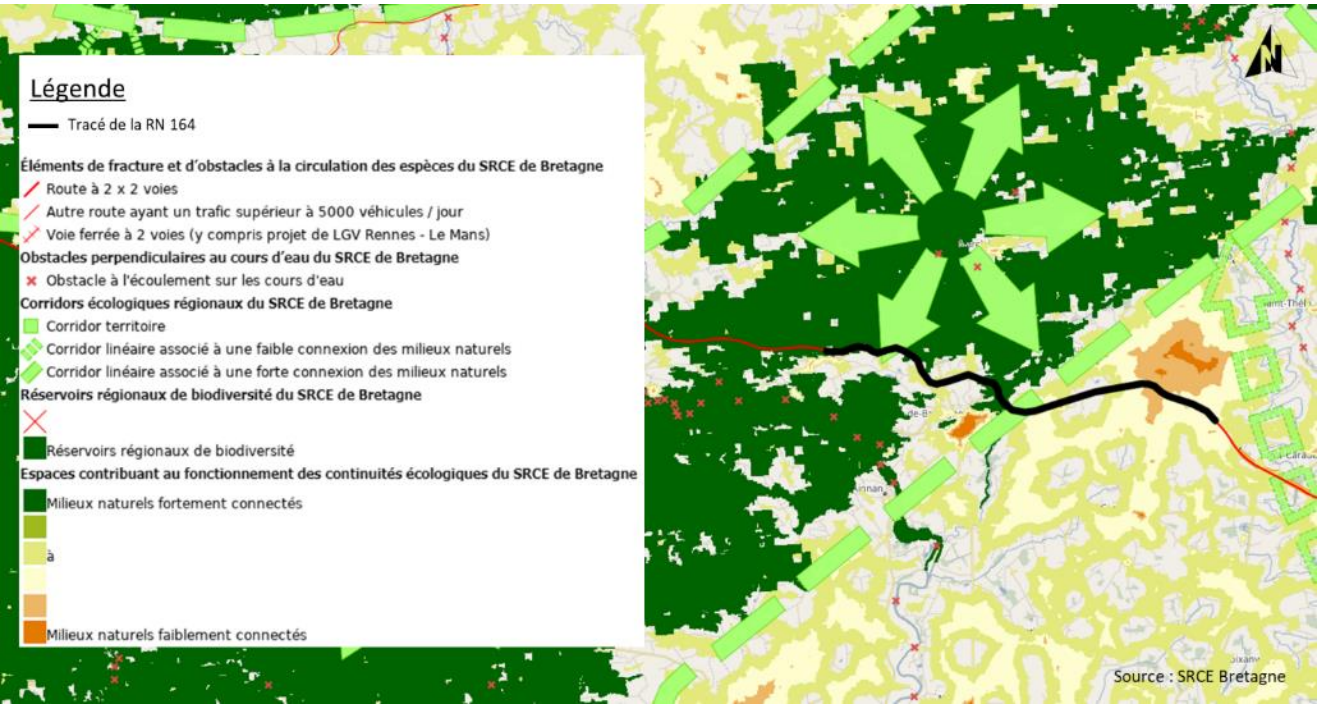 Légende
Tracé de la RN 164
Éléments de fracture et d'obstacles à la circulation des espèces du SRCE de Bretagne
Route à 2 x 2 voies
Autre route ayant un trafic supérieur à 5000 véhicules / jour
Voie ferrée à 2 voies (y compris projet de LGV Rennes - Le Mans)
Obstacles perpendiculaires au cours d'eau du SRCE de Bretagne
Obstacle à l'écoulement sur les cours d'eau
Corridors écologiques régionaux du SRCE de Bretagne
Corridor territoire
Corridor linéaire associé à une faible connexion des milieux naturels
Corridor linéaire associé à une forte connexion des milieux naturels
Réservoirs régionaux de biodiversité du SRCE de Bretagne
Réservoirs régionaux de biodiversité
Espaces contribuant au fonctionnement des continuités écologiques du SRCE de Bretagne
Milieux naturels fortement connectés
à
Milieux naturels faiblement connectés
N
Source : SRCE Bretagne